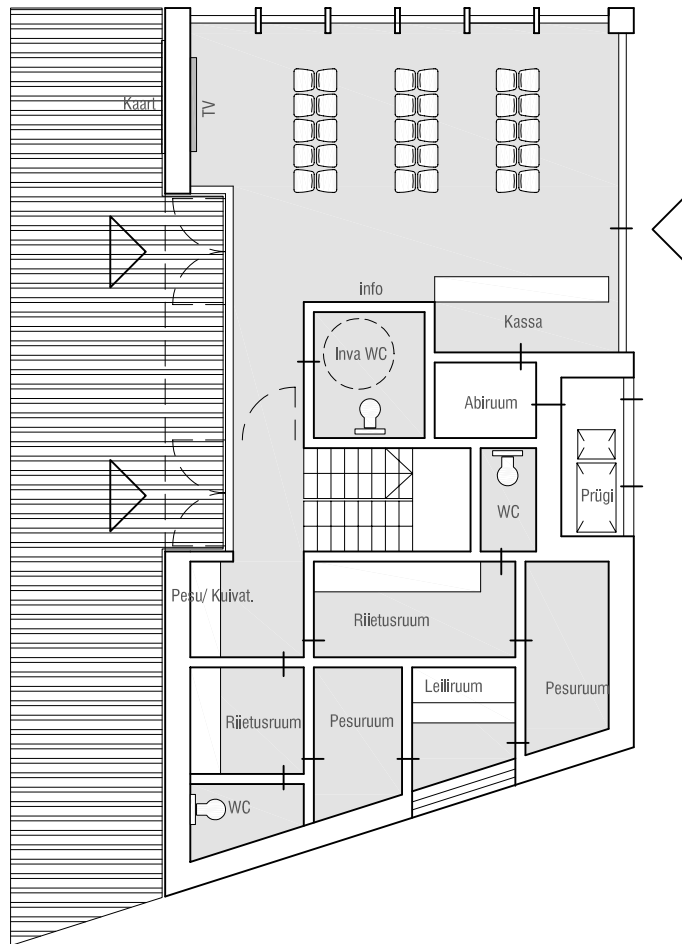 Kaart
TV
info
Kassa
Inva WC
Abiruum
Prügi
WC
Pesu/ Kuivat.
Riietusruum
Leiliruum
Pesuruum
Riietusruum
Pesuruum
WC